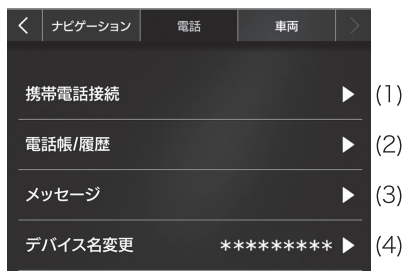 ナビゲーション 電話 車両
携帯電話接続 (1)
電話帳/履歴 (2)
メッセージ (3)
デバイス名変更 ********* (4)